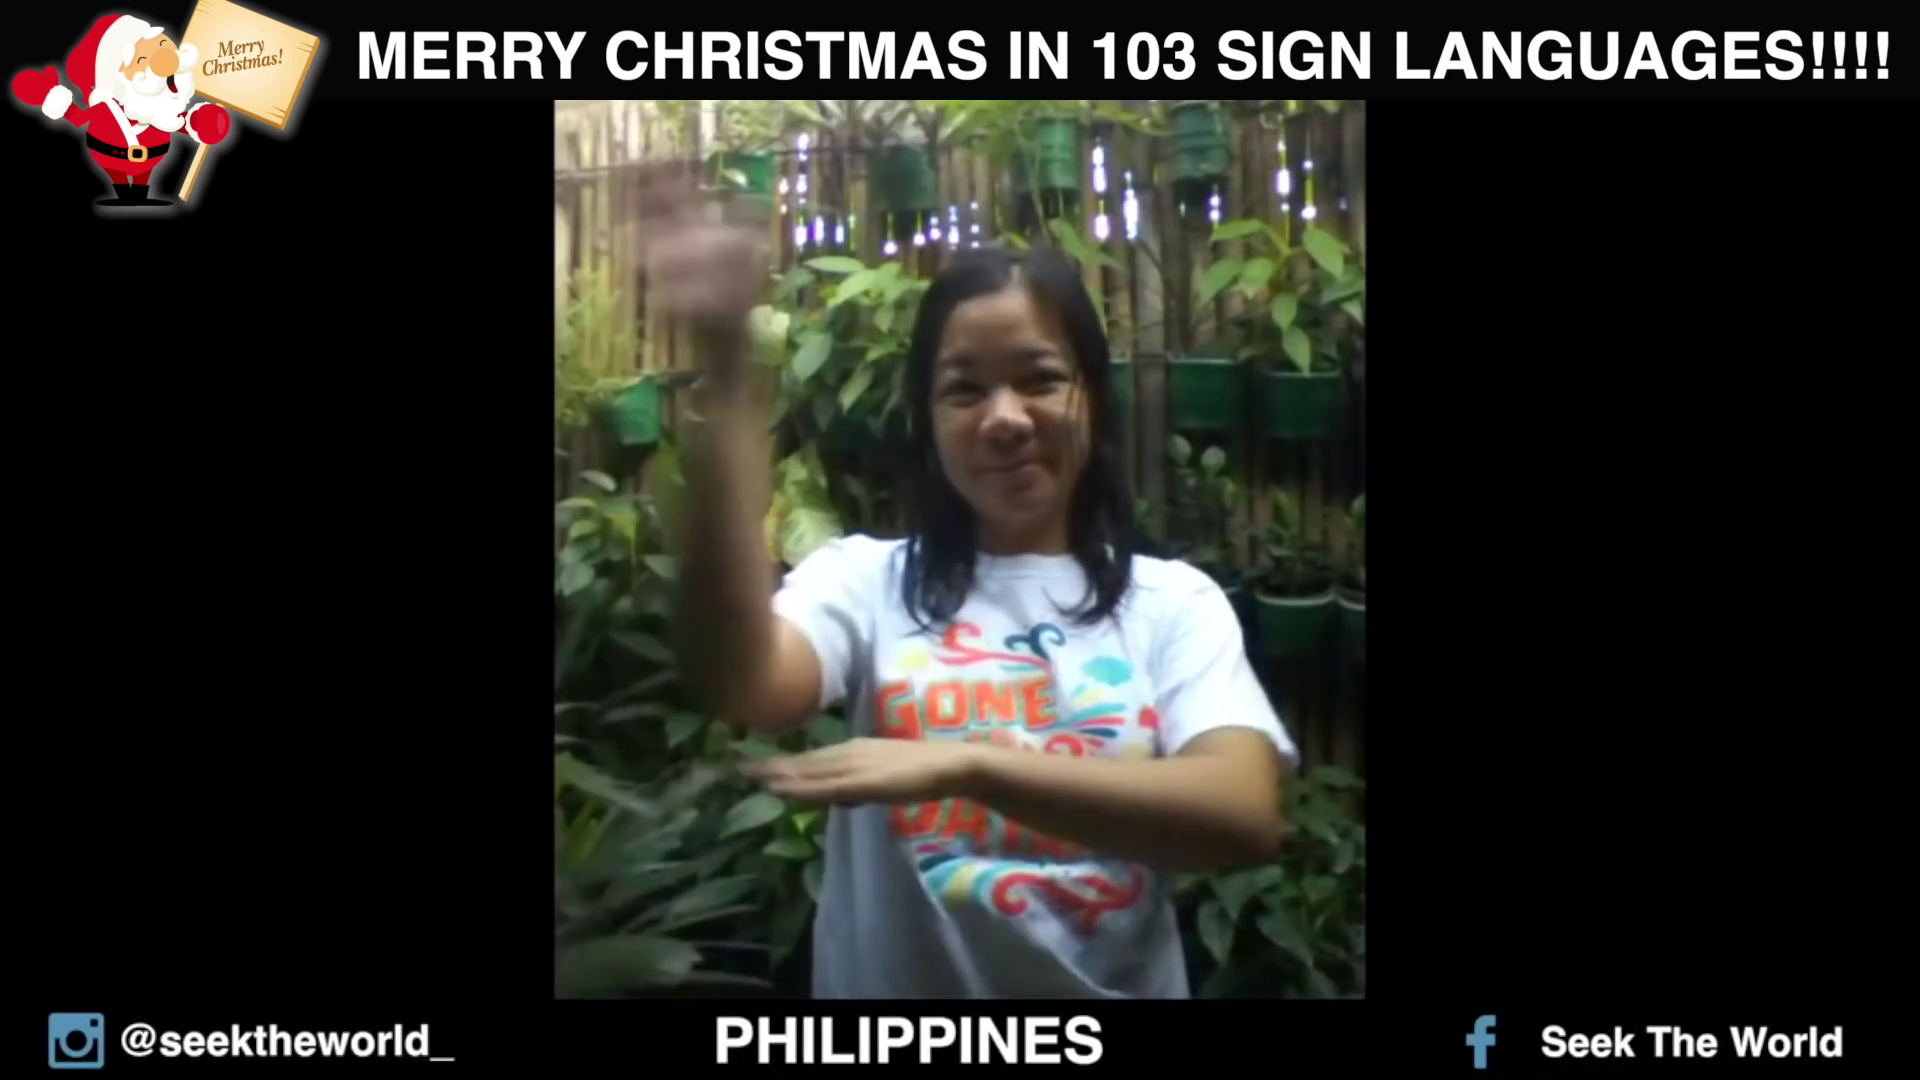 Merry
Christmas!
MERRY CHRISTMAS IN 103 SIGN LANGUAGES!!!!
GONE
@seektheworld_
PHILIPPINES
Seek The World